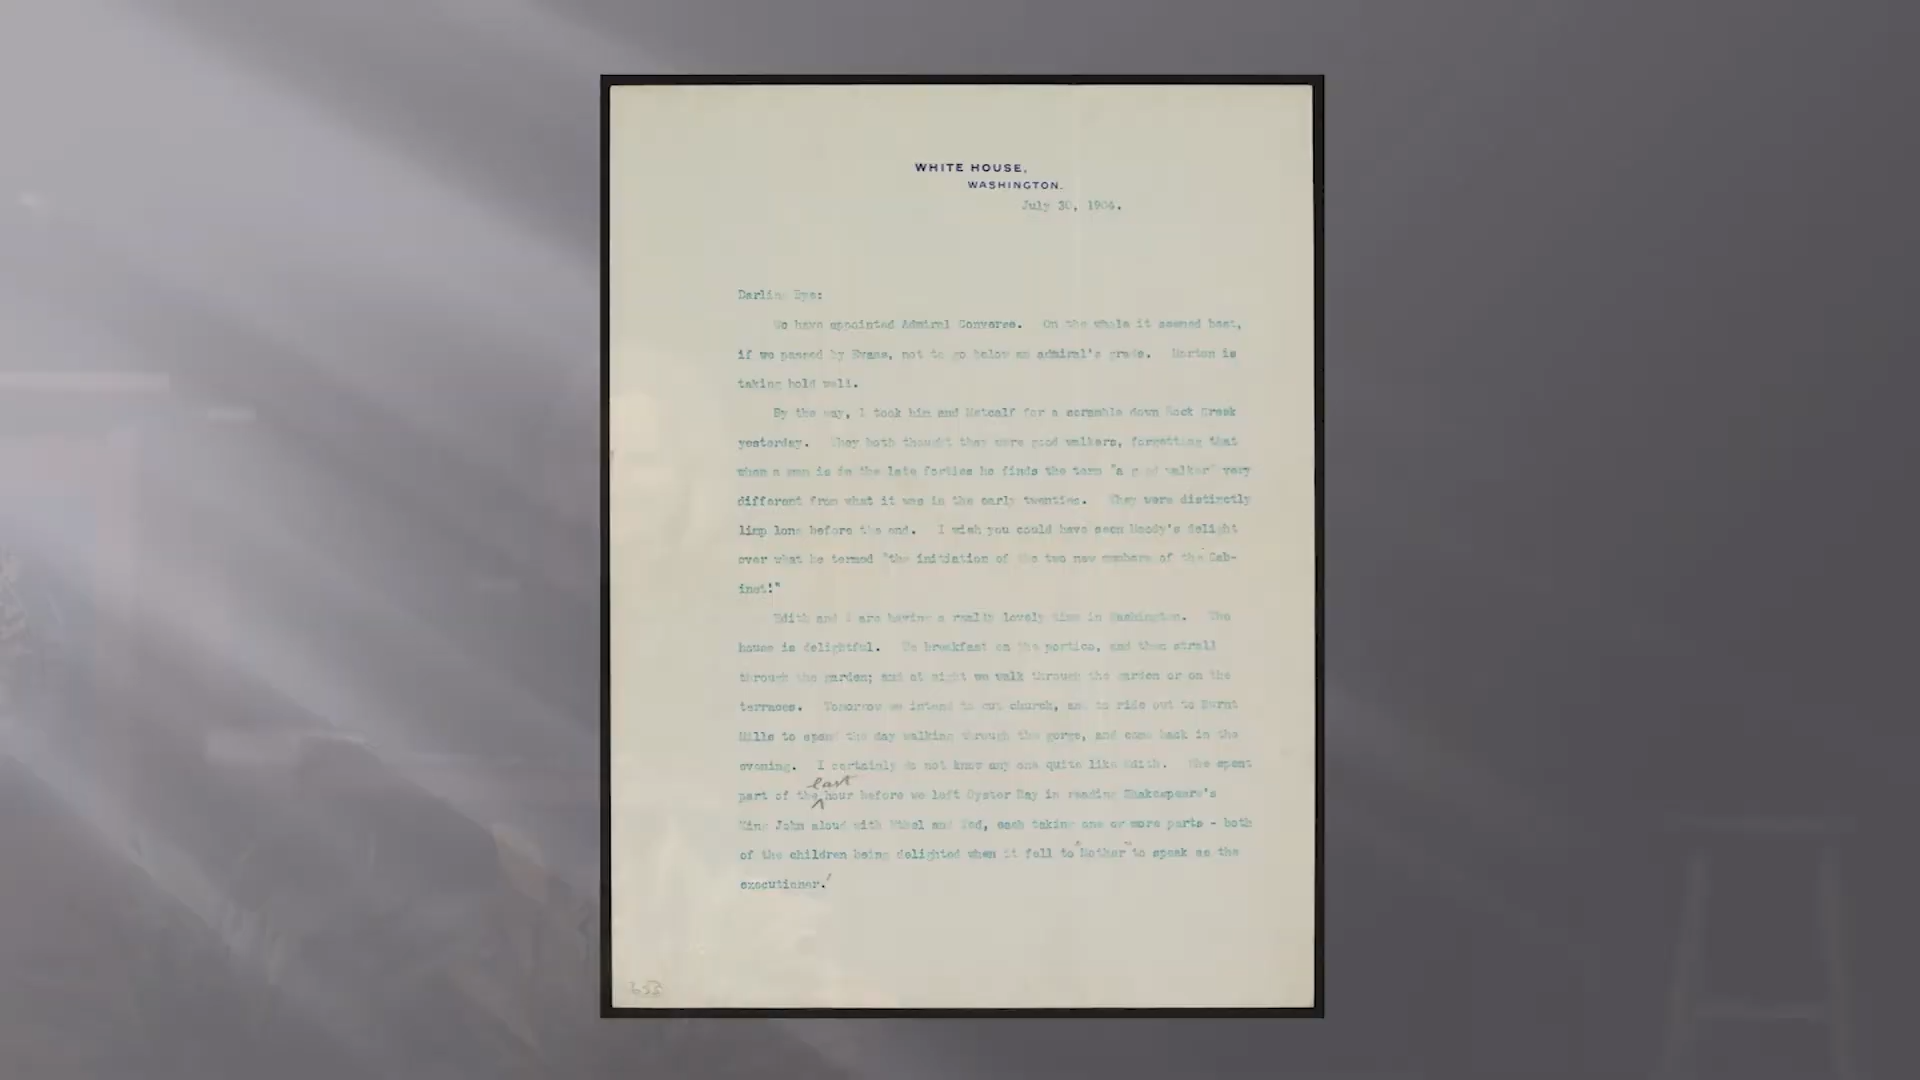 WHITE HOUSE,
WASHINGTON.
July 30, 1904.
Darling Bye:
We have appointed Admiral Converse. On the whole it seemed best,
if we passed by Evans, not to go below an admiral's grade. Morton is
taking hold well.
By the way, I took him and Metcalf for a scramble down Rock Creek
yesterday. They both thought they were good walkers, forgetting that
when a man is in the late forties he finds the term "a good walker" very
different from what it was in the early twenties. They were distinctly
limp long before the end. I wish you could have seen Moody's delight
over what he termed "the initiation of the two new members of the Cab-
inet!"
Edith and I are having a really lovely time in Washington. The
house is delightful. We breakfast on the portico, and then stroll
through the garden; and at night we walk through the garden or on the
terraces. Tomorrow we intend to cut church, and to ride out to Burnt
Mills to spend the day walking through the gorge, and come back in the
evening. I certainly do not know any one quite like Edith. She spent
last
part of the hour before we left Oyster Bay in reading Shakespeare's
King John aloud with Ethel and Ted, each taking one or more parts - both
of the children being delighted when it fell to "Mother" to speak as the
executioner!